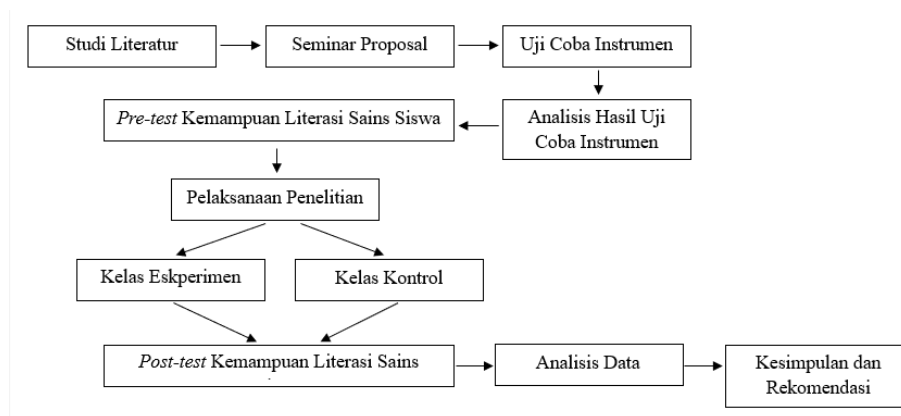 Studi Literatur
Seminar Proposal
Uji Coba Instrumen
Pre-test Kemampuan Literasi Sains Siswa
Analisis Hasil Uji
Coba Instrumen
Pelaksanaan Penelitian
Kelas Eskperimen
Kelas Kontrol
Post-test Kemampuan Literasi Sains
Analisis Data
Kesimpulan dan
Rekomendasi